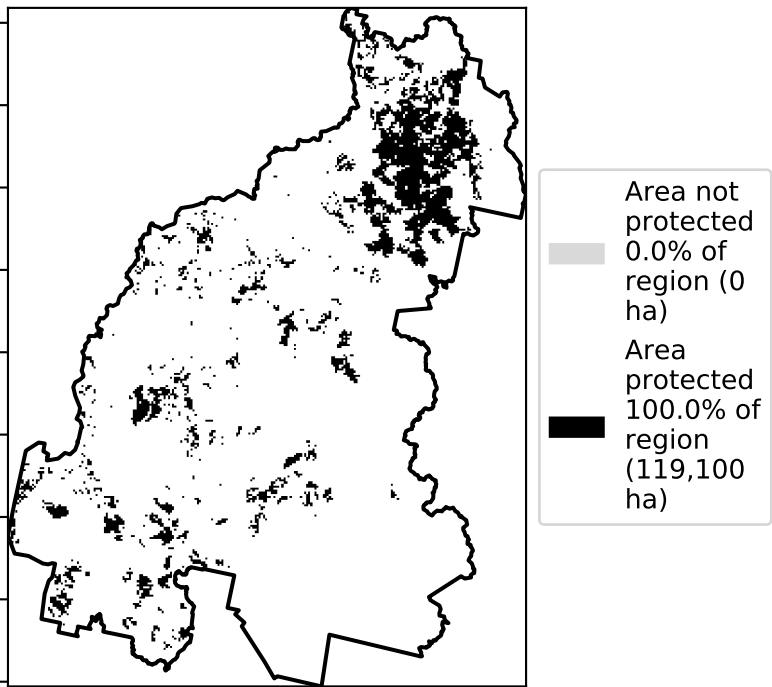 Area not
protected
0.0% of
region (0
ha)
Area
protected
100.0% of
region
(119,100
ha)